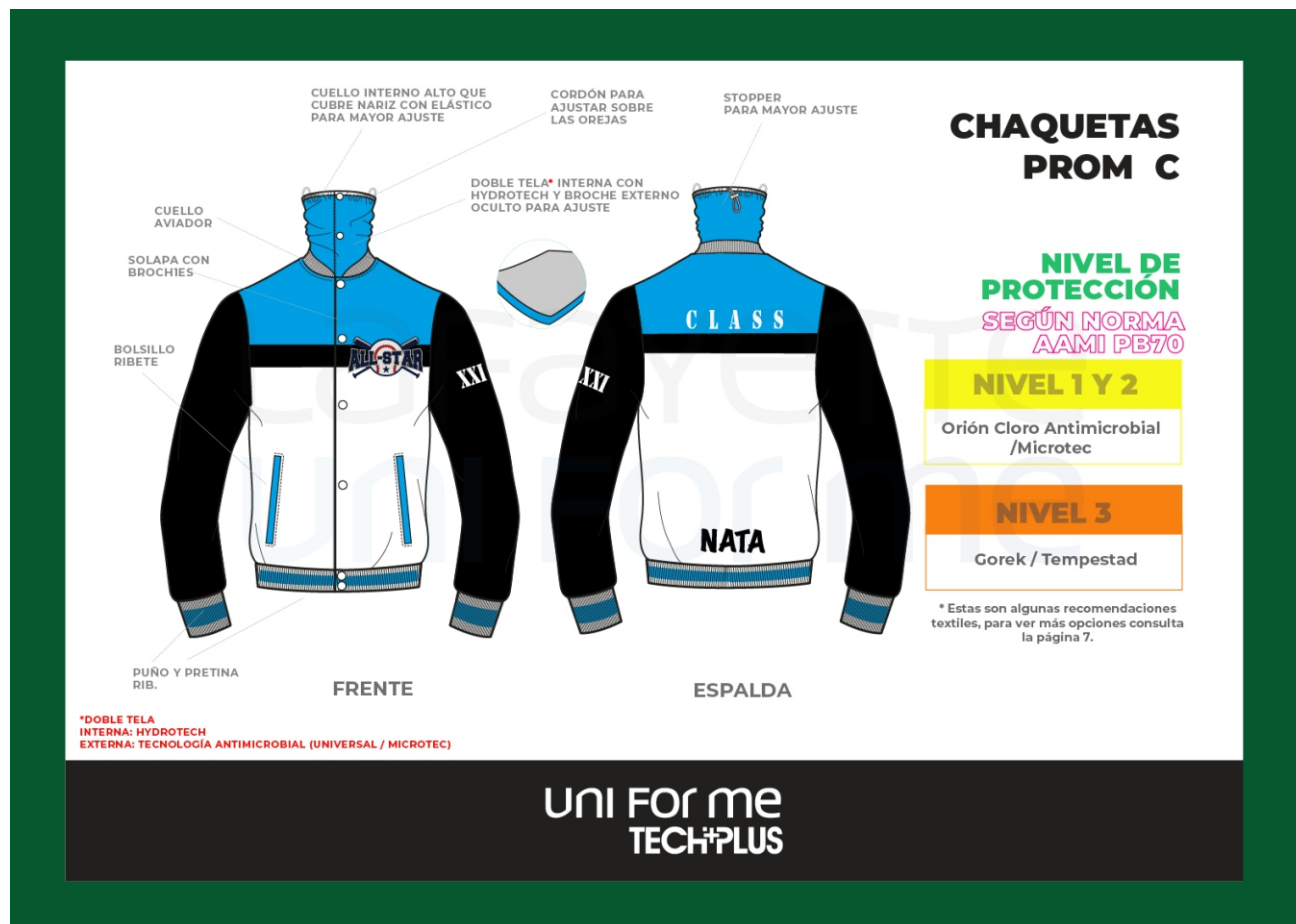 CUELLO INTERNO ALTO QUE
CUBRE NARIZ CON ELÁSTICO
PARA MAYOR AJUSTE
CORDÓN PARA
AJUSTAR SOBRE
LAS OREJAS
STOPPER
PARA MAYOR AJUSTE
CHAQUETAS
PROM C
DOBLE TELA* INTERNA CON
HYDROTECH Y BROCHE EXTERNO
OCULTO PARA AJUSTE
CUELLO
AVIADOR
SOLAPA CON
BROCH1ES
BOLSILLO
RIBETE
ALL-STAR
XXI
CLASS
XXI
NATA
LAFAYETTE
UNI FOR ME
NIVEL DE
PROTECCIÓN
SEGÚN NORMA
AAMI PB70
NIVEL 1 Y 2
Orión Cloro Antimicrobial
/Microtec
NIVEL 3
Gorek / Tempestad
* Estas son algunas recomendaciones
textiles, para ver más opciones consulta
la página 7.
PUÑO Y PRETINA
RIB.
FRENTE
ESPALDA
*DOBLE TELA
INTERNA: HYDROTECH
EXTERNA: TECNOLOGÍA ANTIMICROBIAL (UNIVERSAL / MICROTEC)
UNI FOR ME
TECH+PLUS